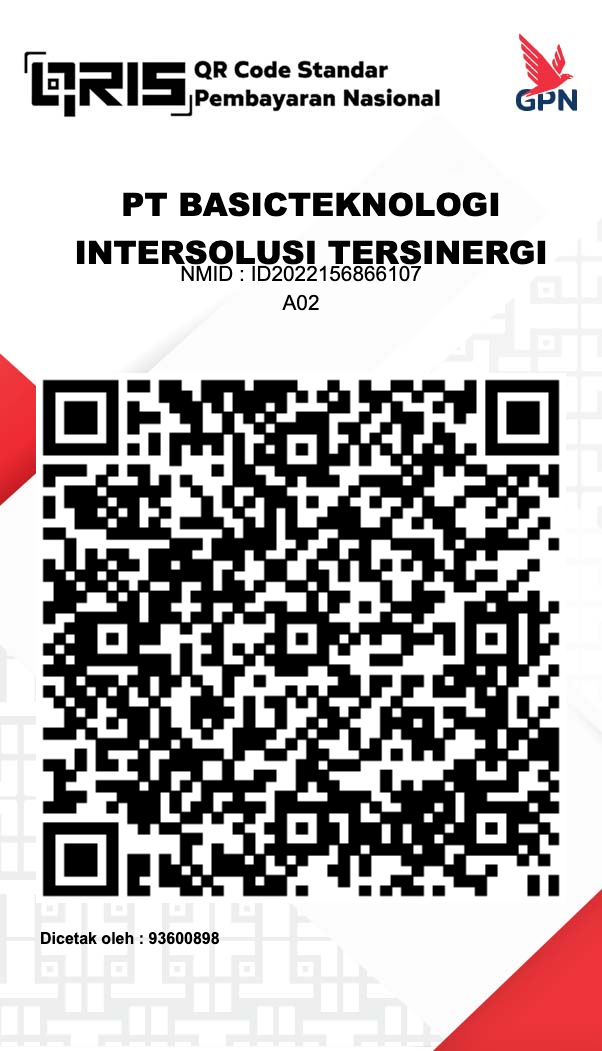 QRIS QR Code Standar
Pembayaran Nasional
GPN
PT BASICTEKNOLOGI
INTERSOLUSI TERSINERGI
NMID : ID2022156866107
A02
Dicetak oleh : 93600898